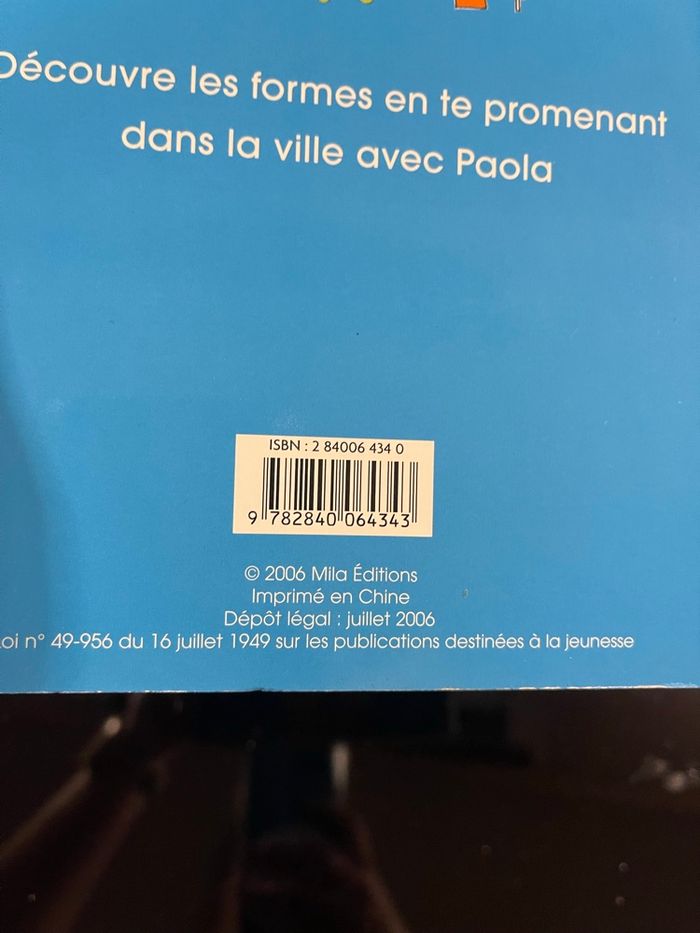 Découvre les formes en te promenant
dans la ville avec Paola
ISBN : 2 84006 434 0
9 782840 064343
© 2006 Mila Éditions
Imprimé en Chine
Dépôt légal : juillet 2006
Loi n° 49-956 du 16 juillet 1949 sur les publications destinées à la jeunesse